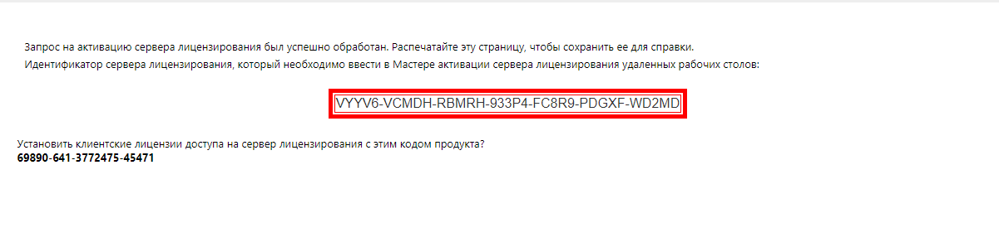 Запрос на активацию сервера лицензирования был успешно обработан. Распечатайте эту страницу, чтобы сохранить ее для справки.
Идентификатор сервера лицензирования, который необходимо ввести в Мастере активации сервера лицензирования удаленных рабочих столов:
VYYV6-VCMDH-RBMRH-933P4-FC8R9-PDGXF-WD2MD
Установить клиентские лицензии доступа на сервер лицензирования с этим кодом продукта?
69890-641-3772475-45471